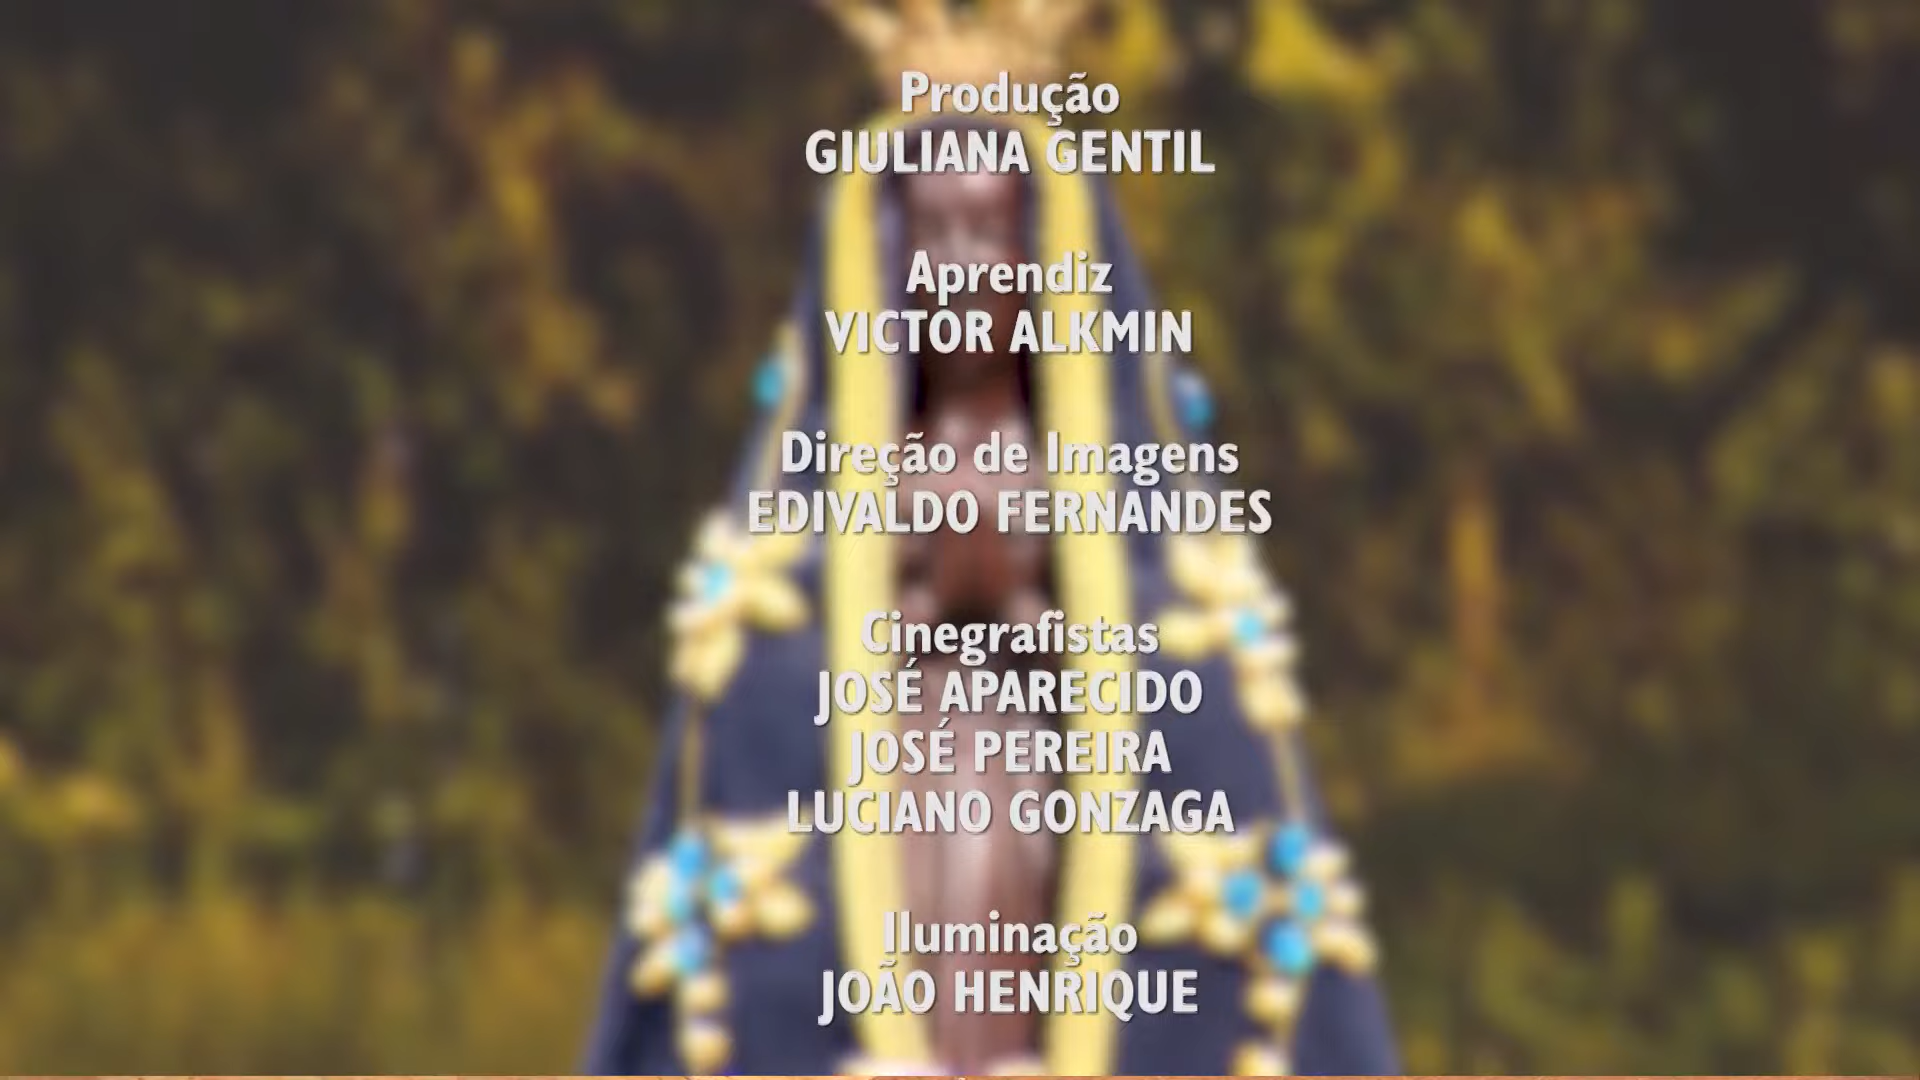 Produção
GIULIANA GENTIL
Aprendiz
VICTOR ALKMIN
Direção de Imagens
EDIVALDO FERNANDES
Cinegrafistas
JOSÉ APARECIDO
JOSÉ PEREIRA
LUCIANO GONZAGA
Iluminação
JOÃO HENRIQUE